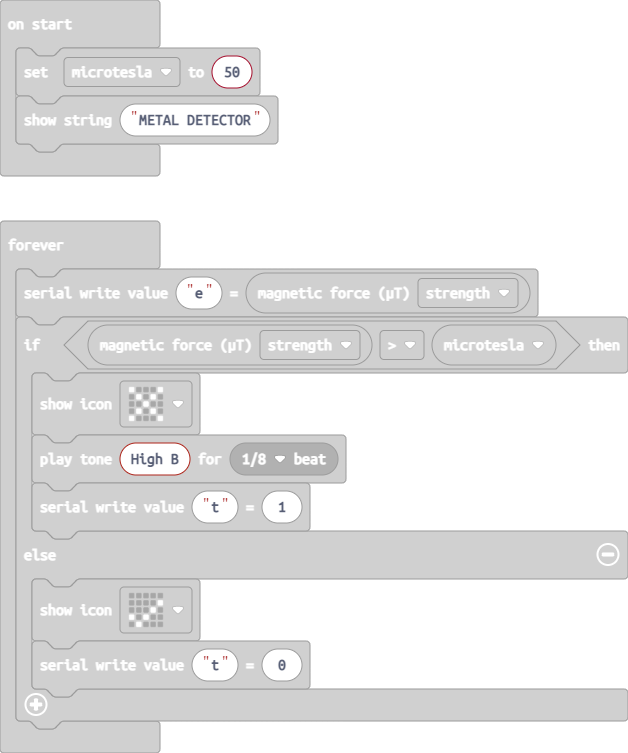 on start
set microtesla to 50
show string "METAL DETECTOR"
forever
serial write value "e" = magnetic force (µT) strength
if magnetic force (µT) strength > microtesla then
show icon
play tone High B for 1/8 beat
serial write value "t" = 1
else
show icon
serial write value "t" = 0